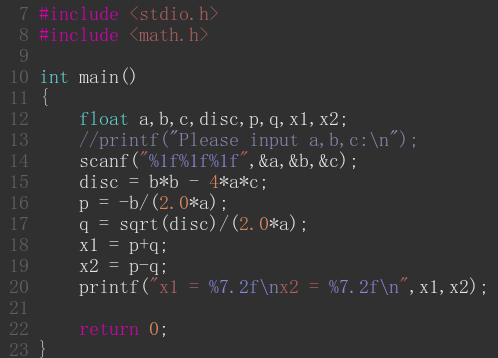 7 #include <stdio.h>
8 #include <math.h>
9
10 int main()
11 {
12 float a,b,c,disc,p,q,x1,x2;
13 //printf("Please input a,b,c:\n");
14 scanf("%lf%lf%lf",&a,&b,&c);
15 disc = b*b - 4*a*c;
16 p = -b/(2.0*a);
17 q = sqrt(disc)/(2.0*a);
18 x1 = p+q;
19 x2 = p-q;
20 printf("x1 = %7.2f\nx2 = %7.2f\n",x1,x2);
21
22 return 0;
23 }